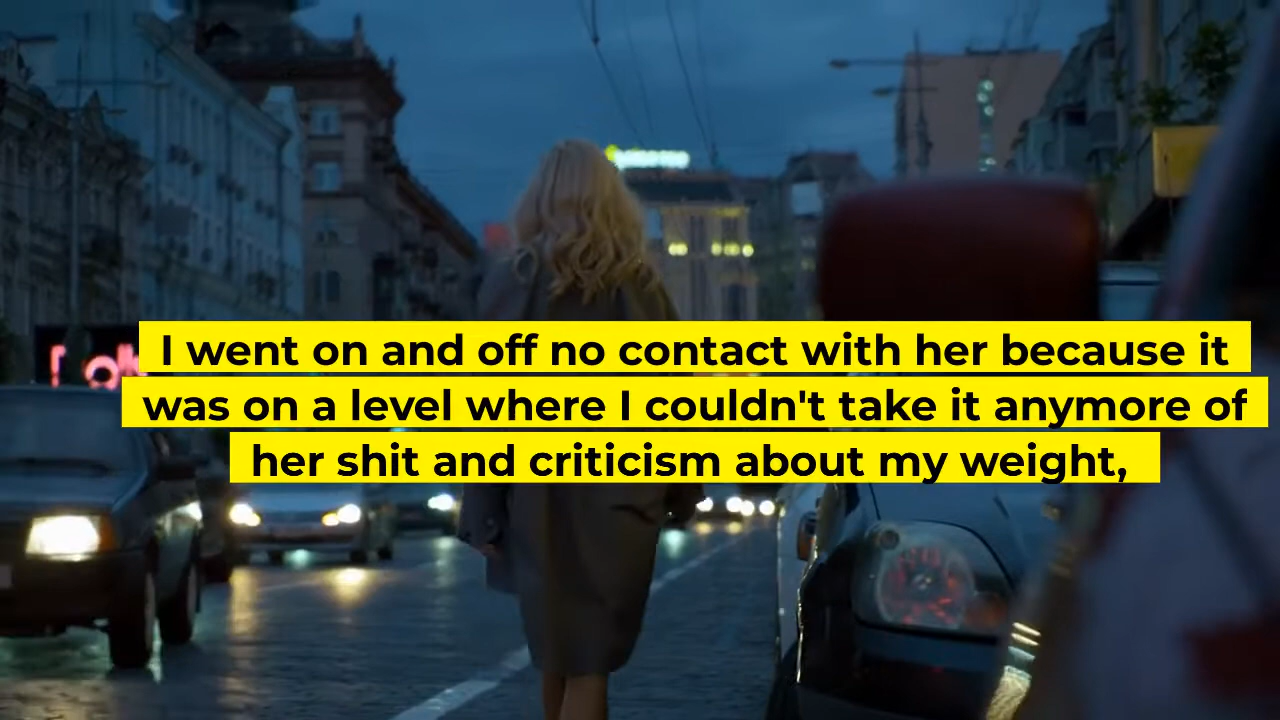 I went on and off no contact with her because it
was on a level where I couldn't take it anymore of
her shit and criticism about my weight,